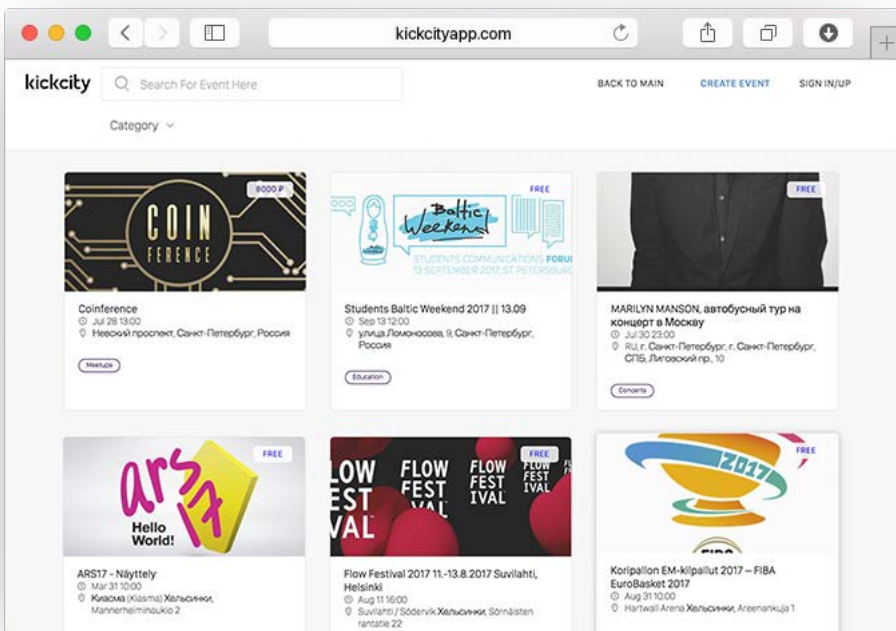 kickcityapp.com
kickcity
Search For Event Here
BACK TO MAIN
CREATE EVENT
SIGN IN/UP
Category
COIN
FERENCE
8000 ₽
Coinference
Jul 28 13:00
Невский проспект, Санкт-Петербург, Россия
Meetups
Baltic
Weekend
FREE
STUDENTS COMMUNICATIONS FORU
13 SEPTEMBER 2017, ST PETERSBURG
Students Baltic Weekend 2017 || 13.09
Sep 13 12:00
улица Ломоносова, 9, Санкт-Петербург,
Россия
Education
FREE
MARILYN MANSON, автобусный тур на
концерт в Москву
Jul 30 23:00
RU, г. Санкт-Петербург, г. Санкт-Петербург,
СПБ, Лиговский пр., 10
Concerts
ars
17
Hello
World!
FREE
ARS17 - Näyttely
Mar 31 10:00
Киасма (Kiasma) Хельсинки,
Mannerheiminaukio 2
LOW
EST
VAL
FLOW
FEST
IVAL
FLOW
FEST
IVAL
FLOW
FEST
IVAL
FREE
Flow Festival 2017 11.-13.8.2017 Suvilahti,
Helsinki
Aug 11 16:00
Suvilahti / Södervik Хельсинки, Sörnäisten
rantatie 22
2017
FIBA
FREE
Koripallon EM-kilpailut 2017 – FIBA
EuroBasket 2017
Aug 31 10:00
Hartwall Arena Хельсинки, Areenankuja 1